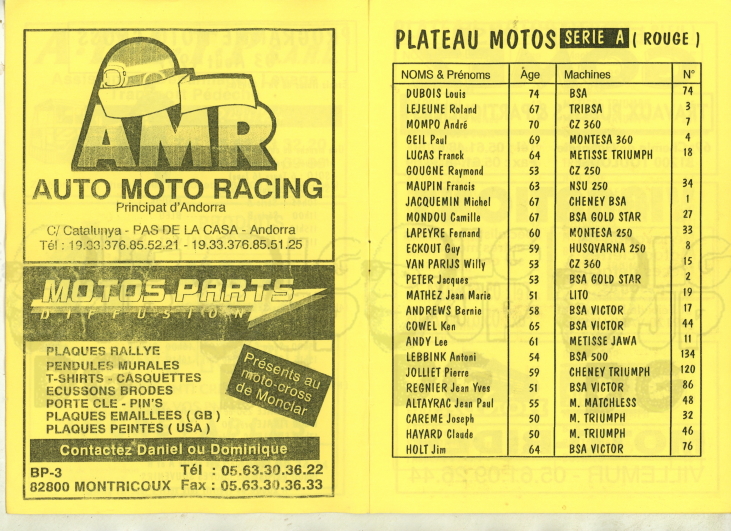 AMR
AUTO MOTO RACING
Principat d'Andorra
C/ Catalunya - PAS DE LA CASA - Andorra
Tél : 19.33.376.85.52.21 - 19.33.376.85.51.25
MOTOS PARTS
DIFFUSION
PLAQUES RALLYE
PENDULES MURALES
T-SHIRTS - CASQUETTES
ECUSSONS BRODES
PORTE CLE - PIN'S
PLAQUES EMAILLEES ( GB )
PLAQUES PEINTES ( USA )
Présents au
moto-cross
de Monclar
Contactez Daniel ou Dominique
BP-3 Tél : 05.63.30.36.22
82800 MONTRICOUX Fax : 05.63.30.36.33
PLATEAU MOTOS SERIE A ( ROUGE )
NOMS & Prénoms Âge Machines N°
DUBOIS Louis 74 BSA 74
LEJEUNE Roland 67 TRIBSA 3
MOMPO André 70 CZ 360 7
GEIL Paul 69 MONTESA 360 4
LUCAS Franck 64 METISSE TRIUMPH 18
GOUGNE Raymond 53 CZ 250
MAUPIN Francis 63 NSU 250 34
JACQUEMIN Michel 67 CHENEY BSA 1
MONDOU Camille 67 BSA GOLD STAR 27
LAPEYRE Fernand 60 MONTESA 250 33
ECKOUT Guy 59 HUSQVARNA 250 8
VAN PARIJS Willy 53 CZ 360 15
PETER Jacques 53 BSA GOLD STAR 2
MATHEZ Jean Marie 51 LITO 19
ANDREWS Bernie 58 BSA VICTOR 17
COWEL Ken 65 BSA VICTOR 44
ANDY Lee 61 METISSE JAWA 11
LEBBINK Antoni 54 BSA 500 134
JOLLIET Pierre 59 CHENEY TRIUMPH 120
REGNIER Jean Yves 51 BSA VICTOR 86
ALTAYRAC Jean Paul 55 M. MATCHLESS 48
CAREME Joseph 50 M. TRIUMPH 32
HAYARD Claude 50 M. TRIUMPH 46
HOLT Jim 64 BSA VICTOR 76